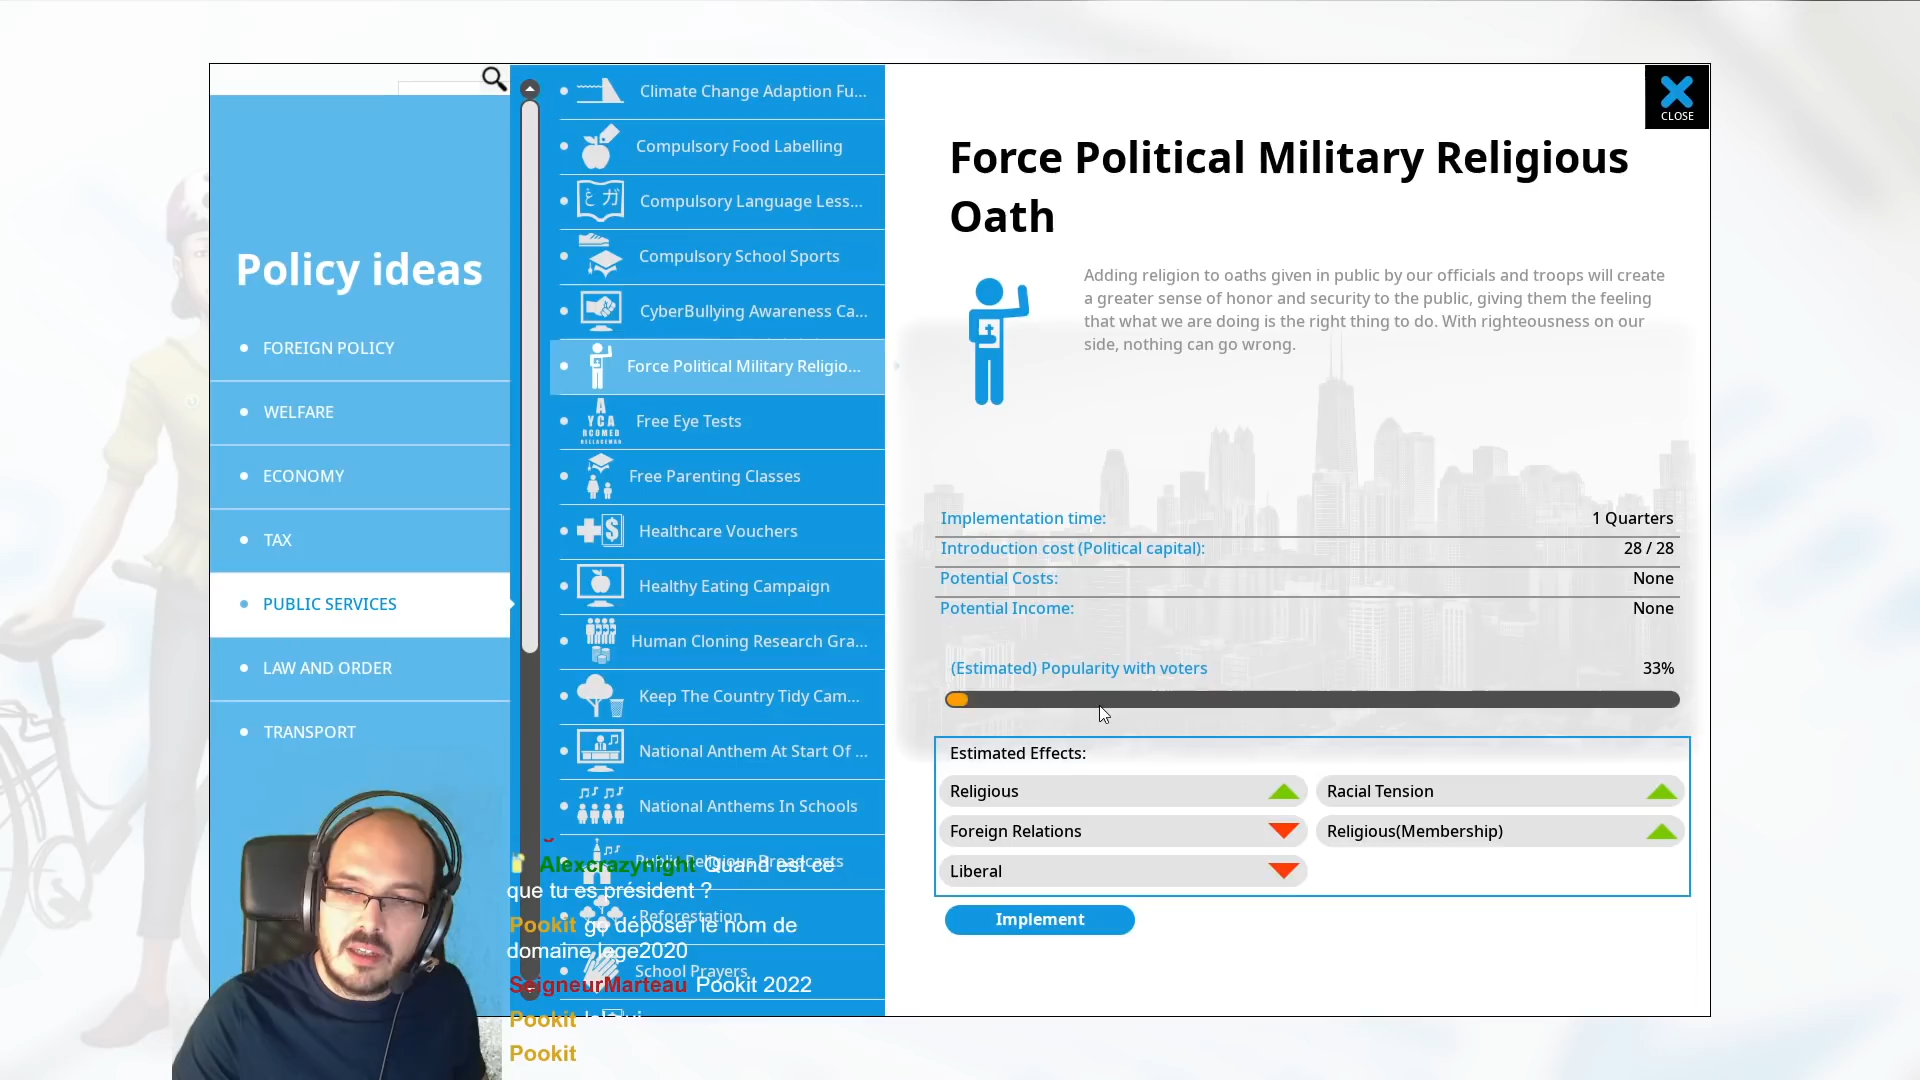 CLOSE
Policy ideas
FOREIGN POLICY
WELFARE
ECONOMY
TAX
PUBLIC SERVICES
LAW AND ORDER
TRANSPORT
Climate Change Adaption Fu...
Compulsory Food Labelling
Compulsory Language Less...
Compulsory School Sports
CyberBullying Awareness Ca...
Force Political Military Religio...
Free Eye Tests
Free Parenting Classes
Healthcare Vouchers
Healthy Eating Campaign
Human Cloning Research Gra...
Keep The Country Tidy Cam...
National Anthem At Start Of ...
National Anthems In Schools
Public Religious Broadcasts
Reforestation
School Prayers
Alexcrazynight Quand est-ce
que tu es président ?
Pookit go déposer le nom de
domaine lege2020
SeigneurMarteau Pookit 2022
Pookit
Pookit
Force Political Military Religious
Oath
Adding religion to oaths given in public by our officials and troops will create
a greater sense of honor and security to the public, giving them the feeling
that what we are doing is the right thing to do. With righteousness on our
side, nothing can go wrong.
Implementation time: 1 Quarters
Introduction cost (Political capital): 28 / 28
Potential Costs: None
Potential Income: None
(Estimated) Popularity with voters 33%
Estimated Effects:
Religious Racial Tension
Foreign Relations Religious(Membership)
Liberal
Implement